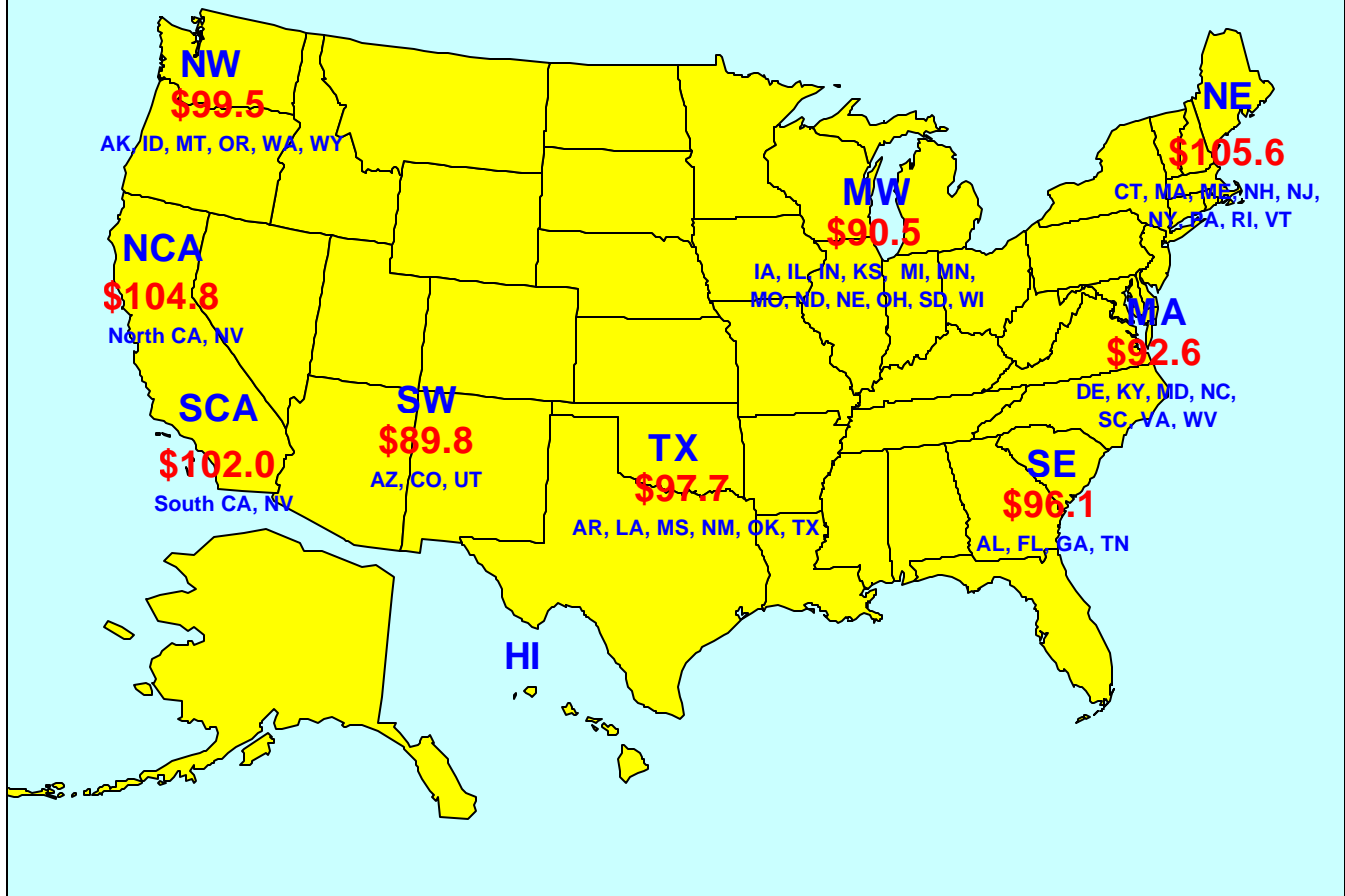 NW
$99.5
AK, ID, MT, OR, WA, WY
NE
$105.6
CT, MA, ME, NH, NJ,
NY, PA, RI, VT
MW
$90.5
IA, IL, IN, KS, MI, MN,
MO, ND, NE, OH, SD, WI
NCA
$104.8
North CA, NV
MA
$92.6
DE, KY, MD, NC,
SC, VA, WV
SCA
$102.0
South CA, NV
SW
$89.8
AZ, CO, UT
TX
$97.7
AR, LA, MS, NM, OK, TX
SE
$96.1
AL, FL, GA, TN
HI